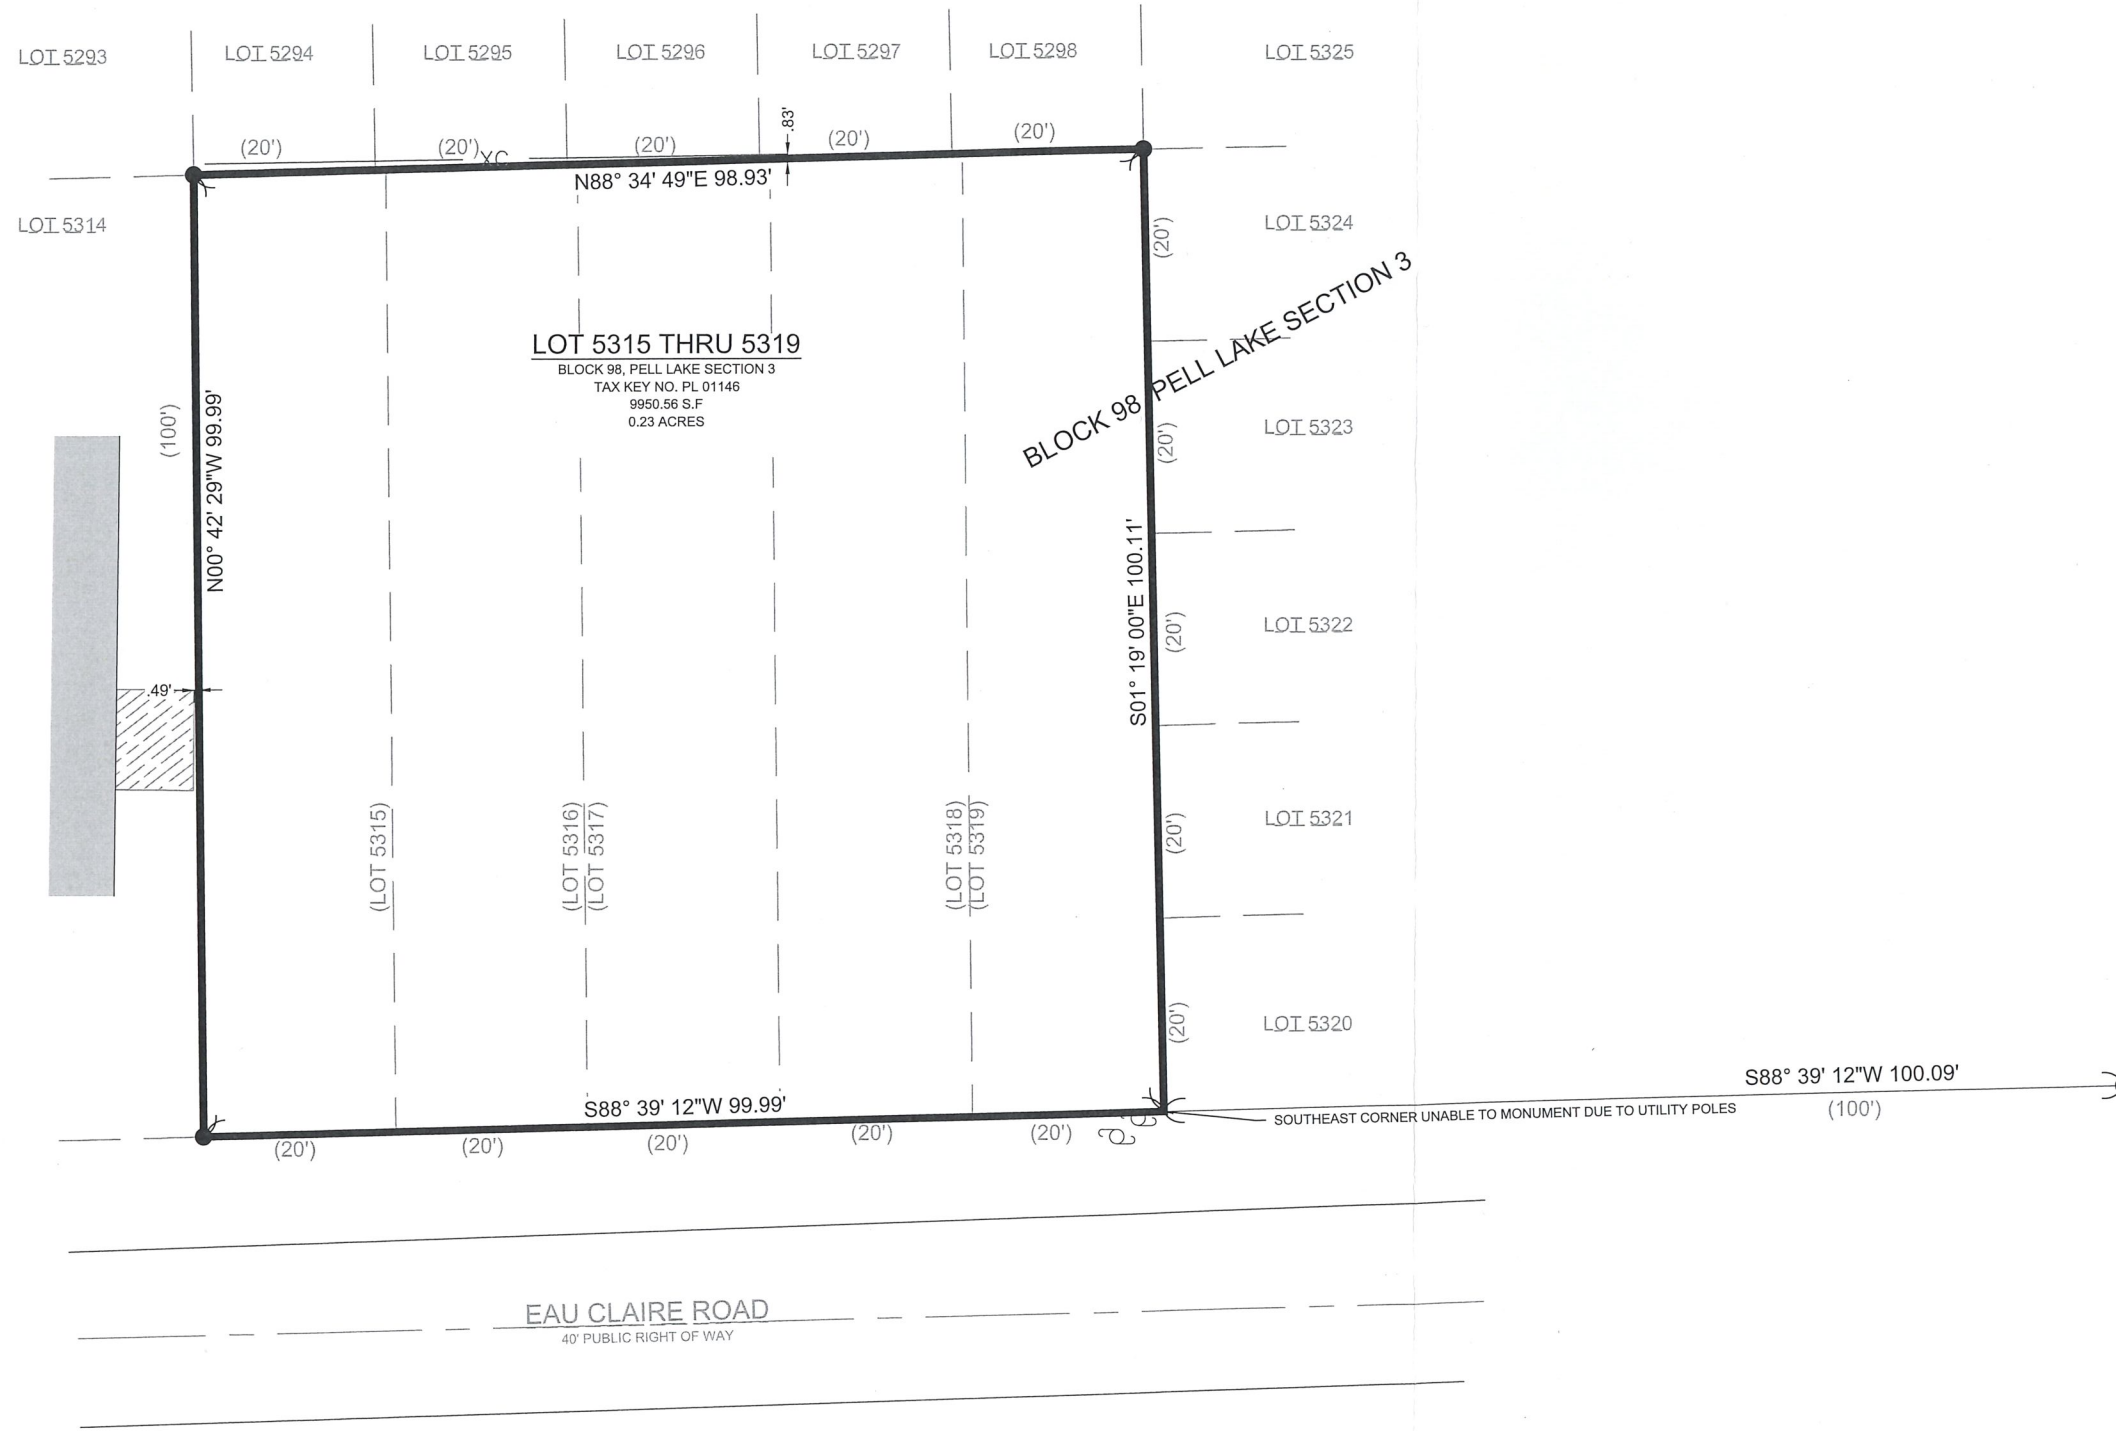 LOT 5293
LOT 5294
LOT 5295
LOT 5296
LOT 5297
LOT 5298
LOT 5325
.83'
(20')
(20')
(20')
(20')
(20')
XC
N88° 34' 49"E 98.93'
LOT 5314
LOT 5324
(20')
BLOCK 98, PELL LAKE SECTION 3
LOT 5315 THRU 5319
BLOCK 98, PELL LAKE SECTION 3
TAX KEY NO. PL 01146
9950.56 S.F
0.23 ACRES
(100')
N00° 42' 29"W 99.99'
LOT 5323
(20')
S01° 19' 00"E 100.11'
LOT 5322
(20')
.49'
LOT 5321
(20')
(LOT 5315)
(LOT 5316)
(LOT 5317)
(LOT 5318)
(LOT 5319)
LOT 5320
(20')
S88° 39' 12"W 99.99'
S88° 39' 12"W 100.09'
(100')
SOUTHEAST CORNER UNABLE TO MONUMENT DUE TO UTILITY POLES
(20')
(20')
(20')
(20')
(20')
EAU CLAIRE ROAD
40' PUBLIC RIGHT OF WAY